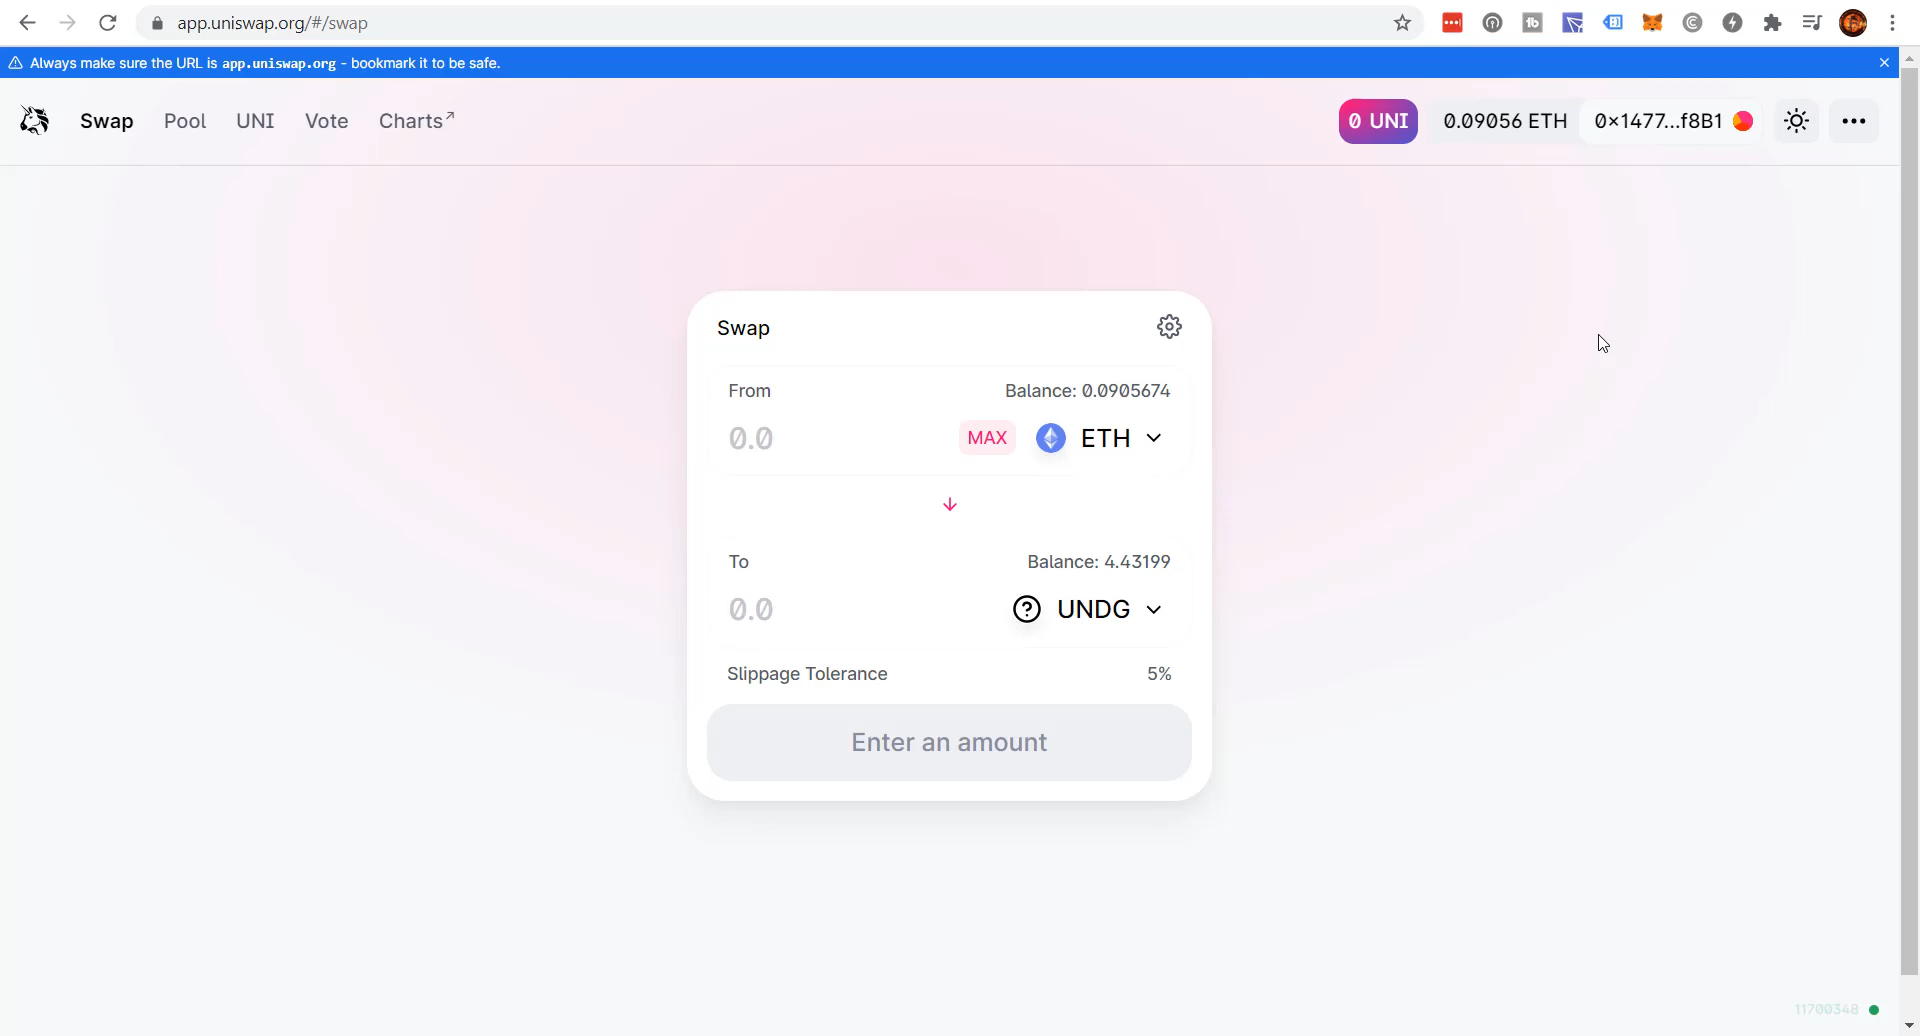 app.uniswap.org/#/swap
Always make sure the URL is app.uniswap.org - bookmark it to be safe.
Swap Pool UNI Vote Charts↗ 0 UNI 0.09056 ETH 0×1477...f8B1
Swap
From Balance: 0.0905674
0.0 MAX ETH
To Balance: 4.43199
0.0 UNDG
Slippage Tolerance 5%
Enter an amount
11700348